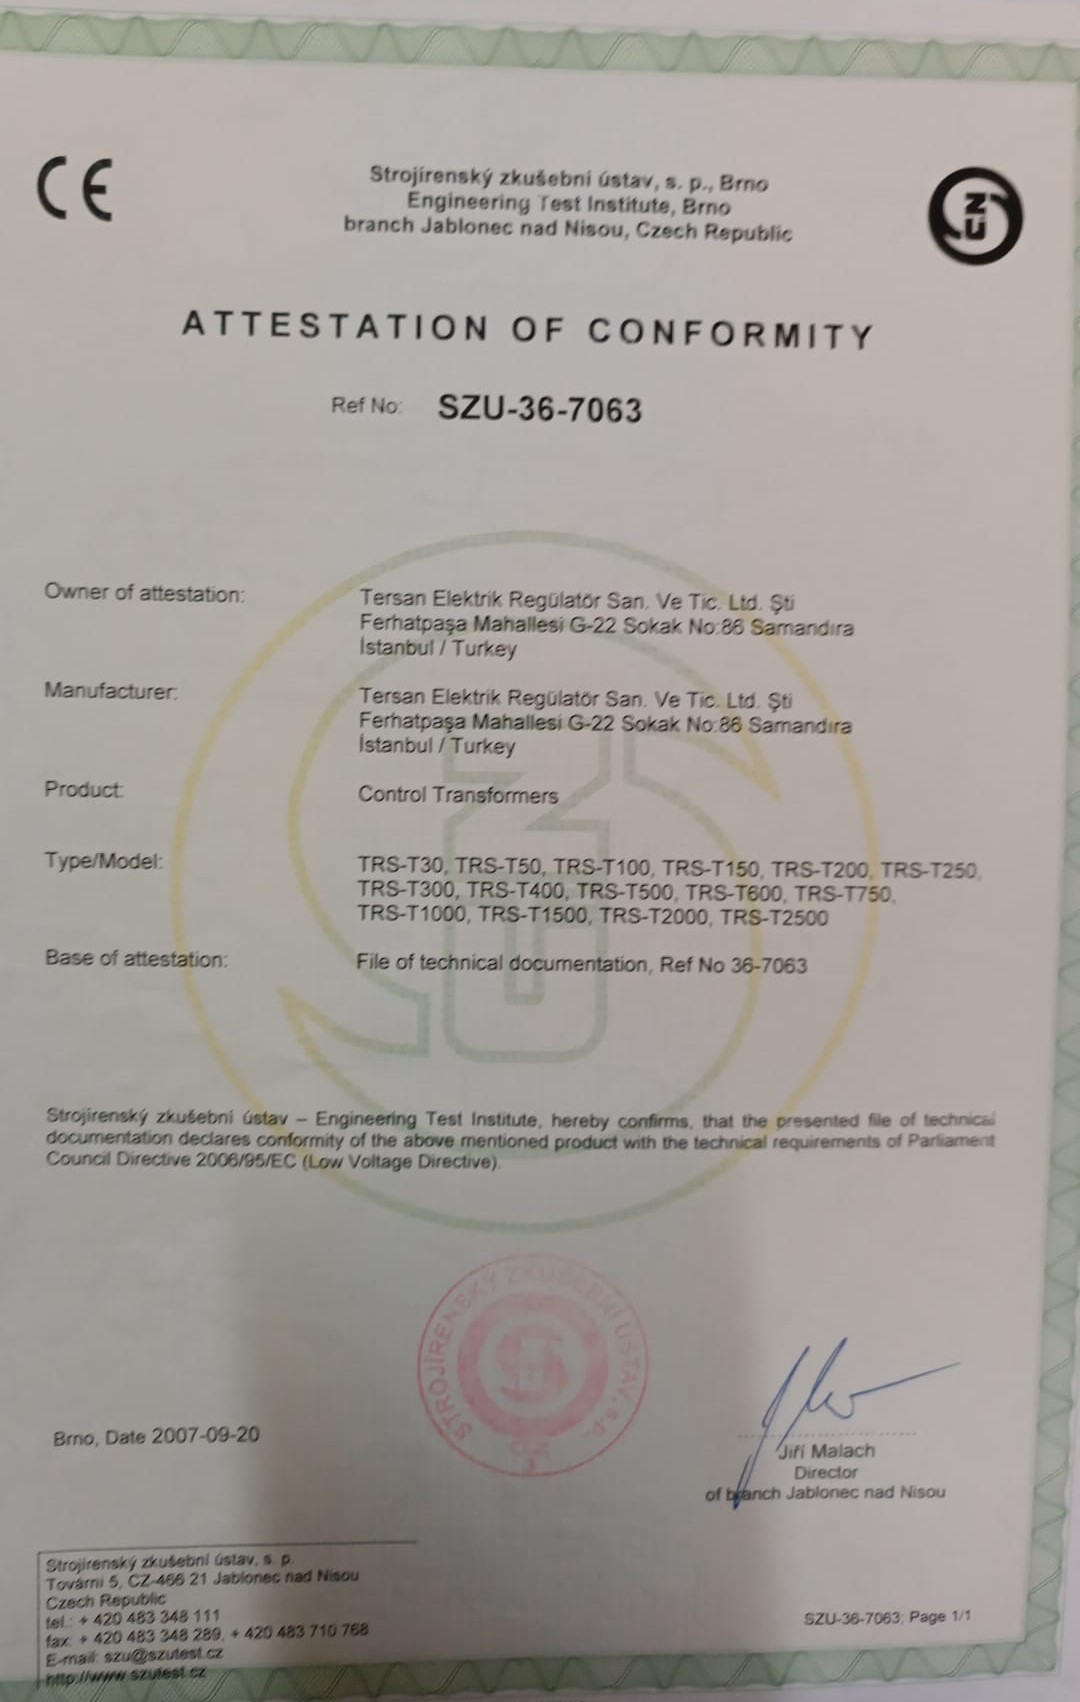 CE
Strojírenský zkušební ústav, s. p., Brno
Engineering Test Institute, Brno
branch Jablonec nad Nisou, Czech Republic
ZU
ATTESTATION OF CONFORMITY
Ref No: SZU-36-7063
Owner of attestation: Tersan Elektrik Regülatör San. Ve Tic. Ltd. Şti
Ferhatpaşa Mahallesi G-22 Sokak No:86 Samandıra
İstanbul / Turkey
Manufacturer: Tersan Elektrik Regülatör San. Ve Tic. Ltd. Şti
Ferhatpaşa Mahallesi G-22 Sokak No:86 Samandıra
İstanbul / Turkey
Product: Control Transformers
Type/Model: TRS-T30, TRS-T50, TRS-T100, TRS-T150, TRS-T200, TRS-T250,
TRS-T300, TRS-T400, TRS-T500, TRS-T600, TRS-T750,
TRS-T1000, TRS-T1500, TRS-T2000, TRS-T2500
Base of attestation: File of technical documentation, Ref No 36-7063
Strojírenský zkušební ústav – Engineering Test Institute, hereby confirms, that the presented file of technical
documentation declares conformity of the above mentioned product with the technical requirements of Parliament
Council Directive 2006/95/EC (Low Voltage Directive).
STROJÍRENSKÝ ZKUŠEBNÍ ÚSTAV, s.p.
Brno, Date 2007-09-20
Jiří Malach
Director
of branch Jablonec nad Nisou
Strojírenský zkušební ústav, s. p.
Tovární 5, CZ-466 21 Jablonec nad Nisou
Czech Republic
tel.: + 420 483 348 111
fax: + 420 483 348 289, + 420 483 710 768
E-mail: szu@szutest.cz
http://www.szutest.cz
SZU-36-7063; Page 1/1